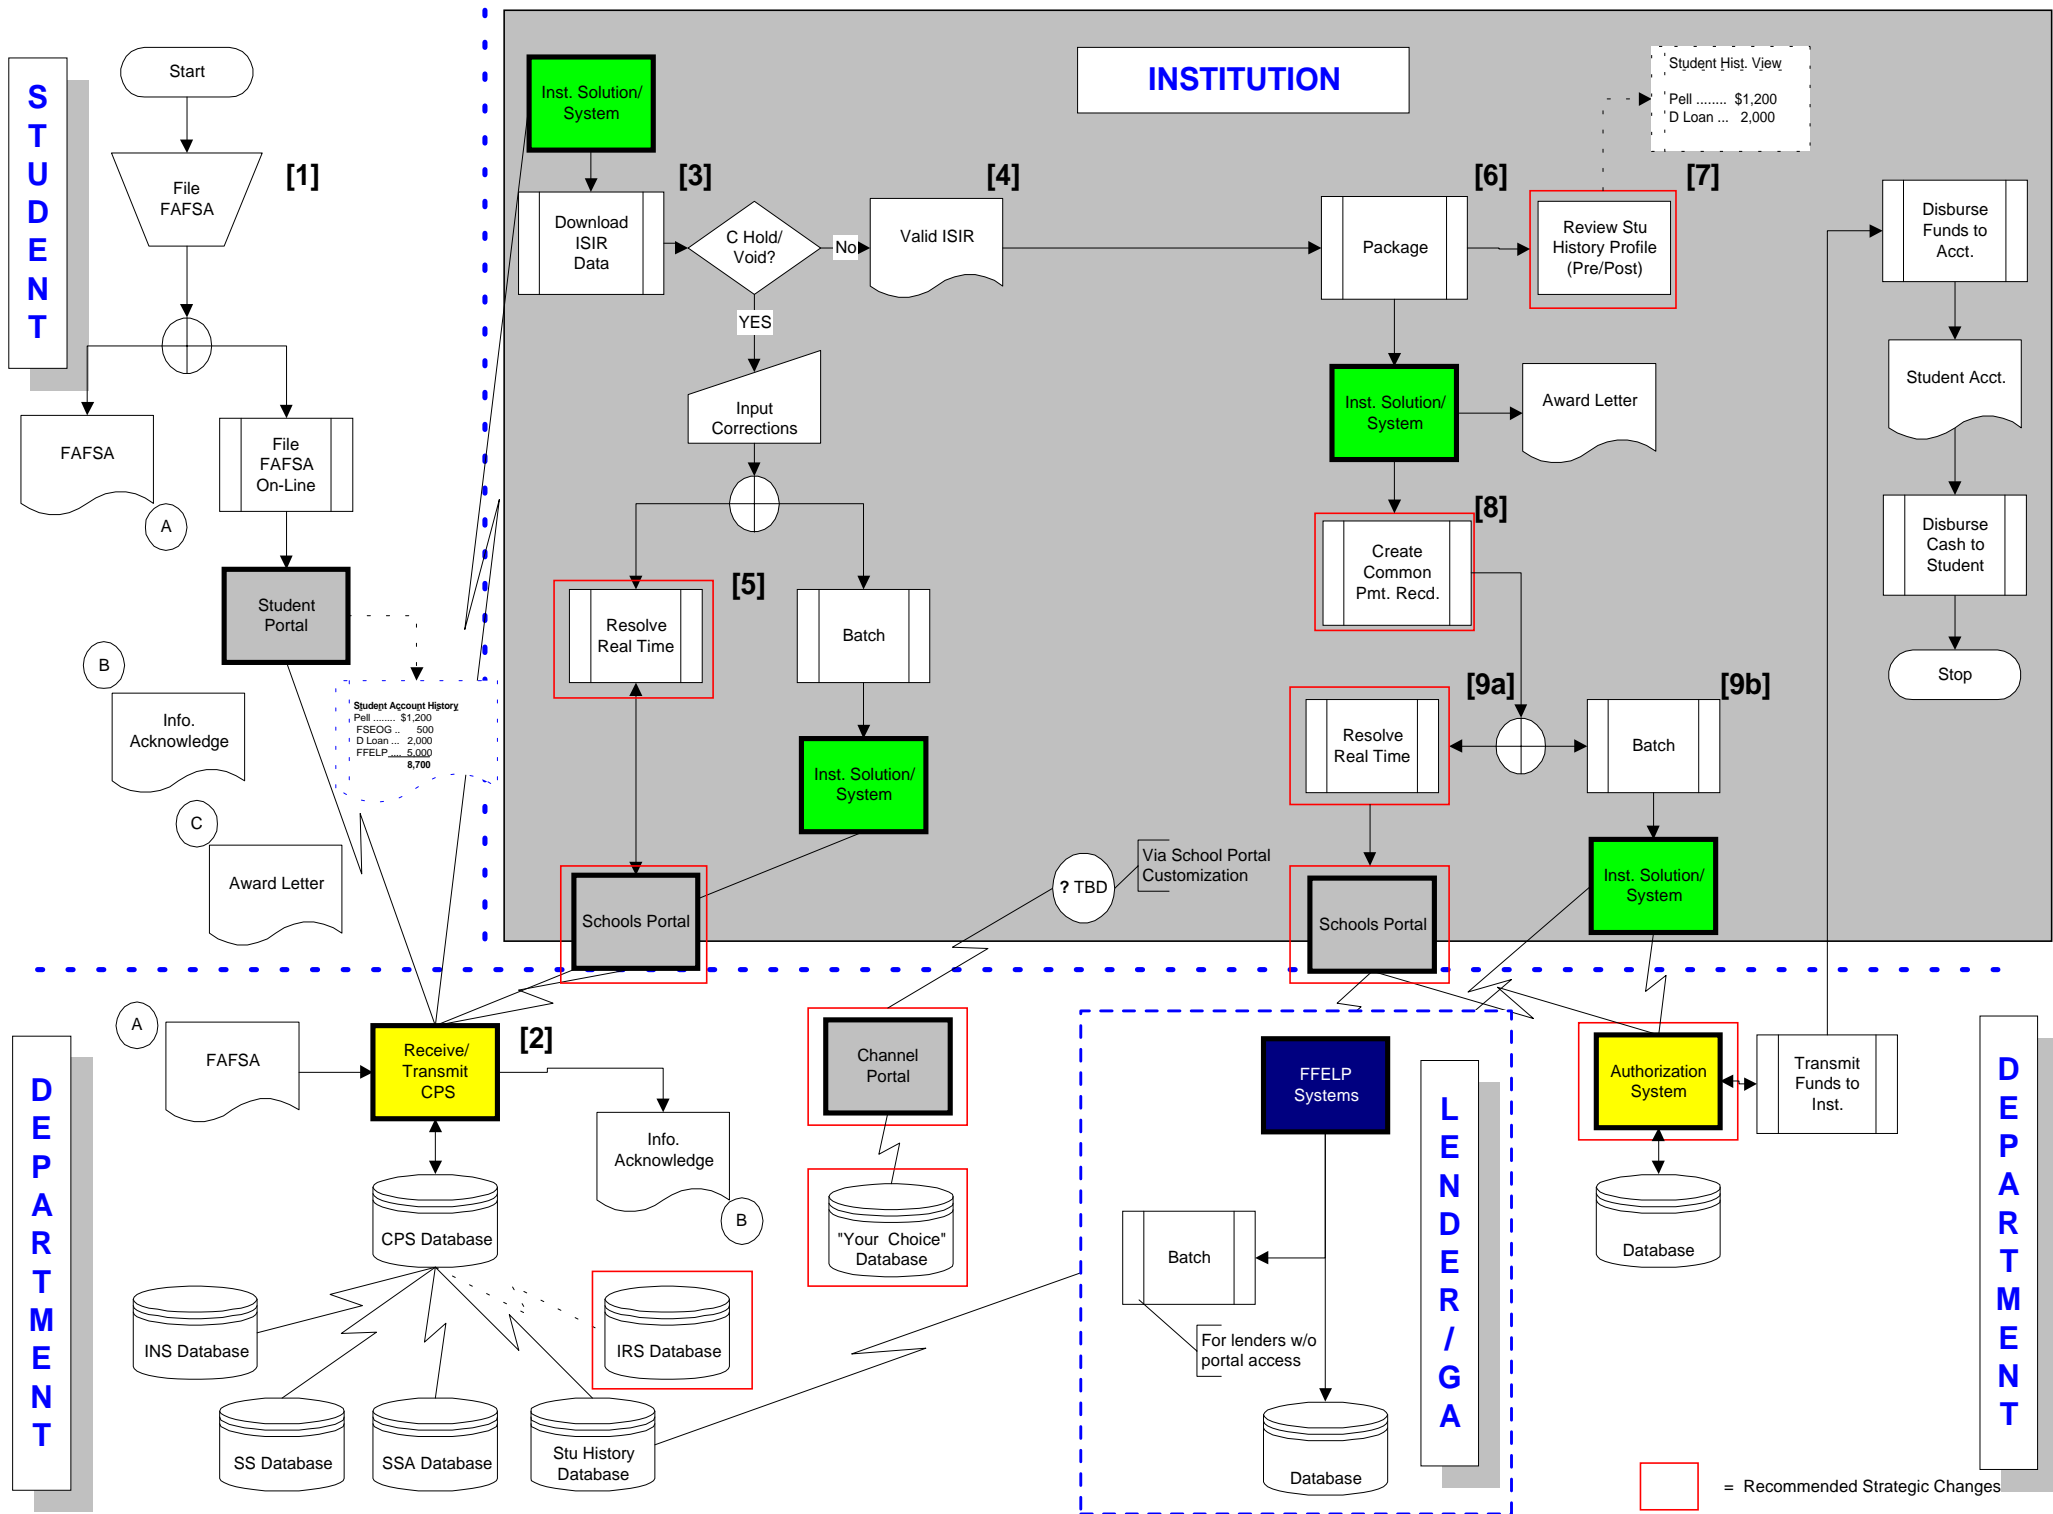 S
T
U
D
E
N
T
Start
File
FAFSA
[1]
FAFSA
A
File
FAFSA
On-Line
Student
Portal
B
Info.
Acknowledge
C
Award Letter
Student Account History
Pell ........ $1,200
FSEOG .. 500
D Loan ... 2,000
FFELP .... 5,000
8,700
INSTITUTION
Inst. Solution/
System
Download
ISIR
Data
[3]
C Hold/
Void?
No
YES
[4]
Valid ISIR
Input
Corrections
[5]
Resolve
Real Time
Batch
Inst. Solution/
System
Schools Portal
[6]
Package
[7]
Review Stu
History Profile
(Pre/Post)
Student Hist. View
Pell ........ $1,200
D Loan ... 2,000
Inst. Solution/
System
Award Letter
[8]
Create
Common
Pmt. Recd.
[9a]
Resolve
Real Time
[9b]
Batch
Inst. Solution/
System
Schools Portal
? TBD
Via School Portal
Customization
Disburse
Funds to
Acct.
Student Acct.
Disburse
Cash to
Student
Stop
D
E
P
A
R
T
M
E
N
T
A
FAFSA
Receive/
Transmit
CPS
[2]
Info.
Acknowledge
B
CPS Database
INS Database
SS Database
SSA Database
Stu History
Database
IRS Database
Channel
Portal
"Your Choice"
Database
FFELP
Systems
Batch
For lenders w/o
portal access
Database
L
E
N
D
E
R
/
G
A
Authorization
System
Database
Transmit
Funds to
Inst.
D
E
P
A
R
T
M
E
N
T
= Recommended Strategic Changes